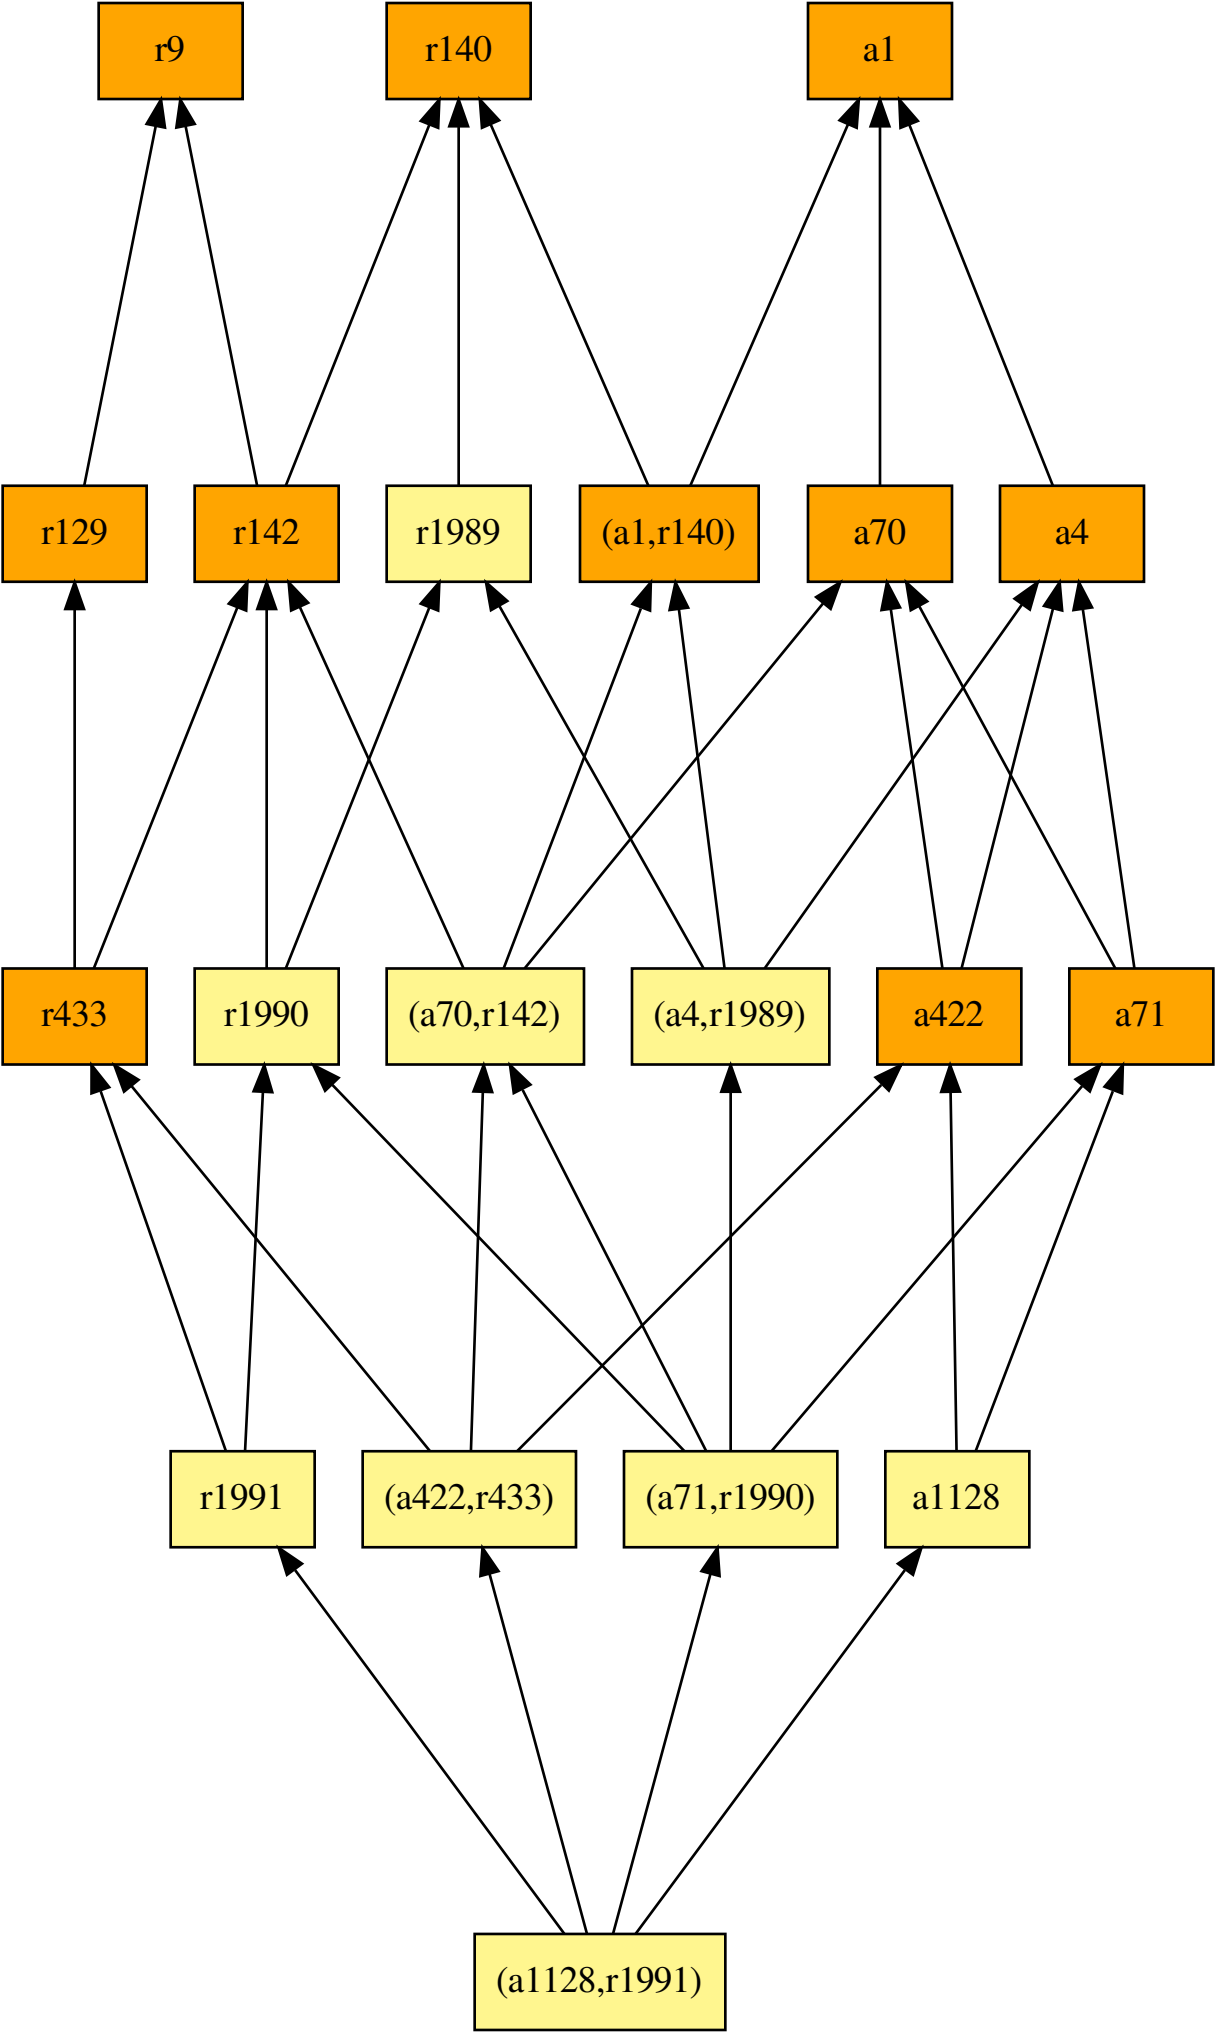 r9
r140
a1
r129
r142
r1989
(a1,r140)
a70
a4
r433
r1990
(a70,r142)
(a4,r1989)
a422
a71
r1991
(a422,r433)
(a71,r1990)
a1128
(a1128,r1991)